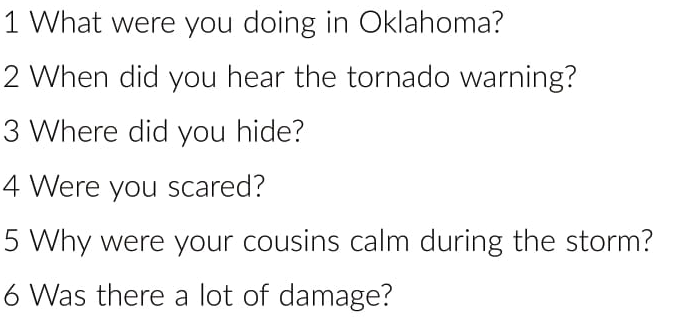 1 What were you doing in Oklahoma?
2 When did you hear the tornado warning?
3 Where did you hide?
4 Were you scared?
5 Why were your cousins calm during the storm?
6 Was there a lot of damage?